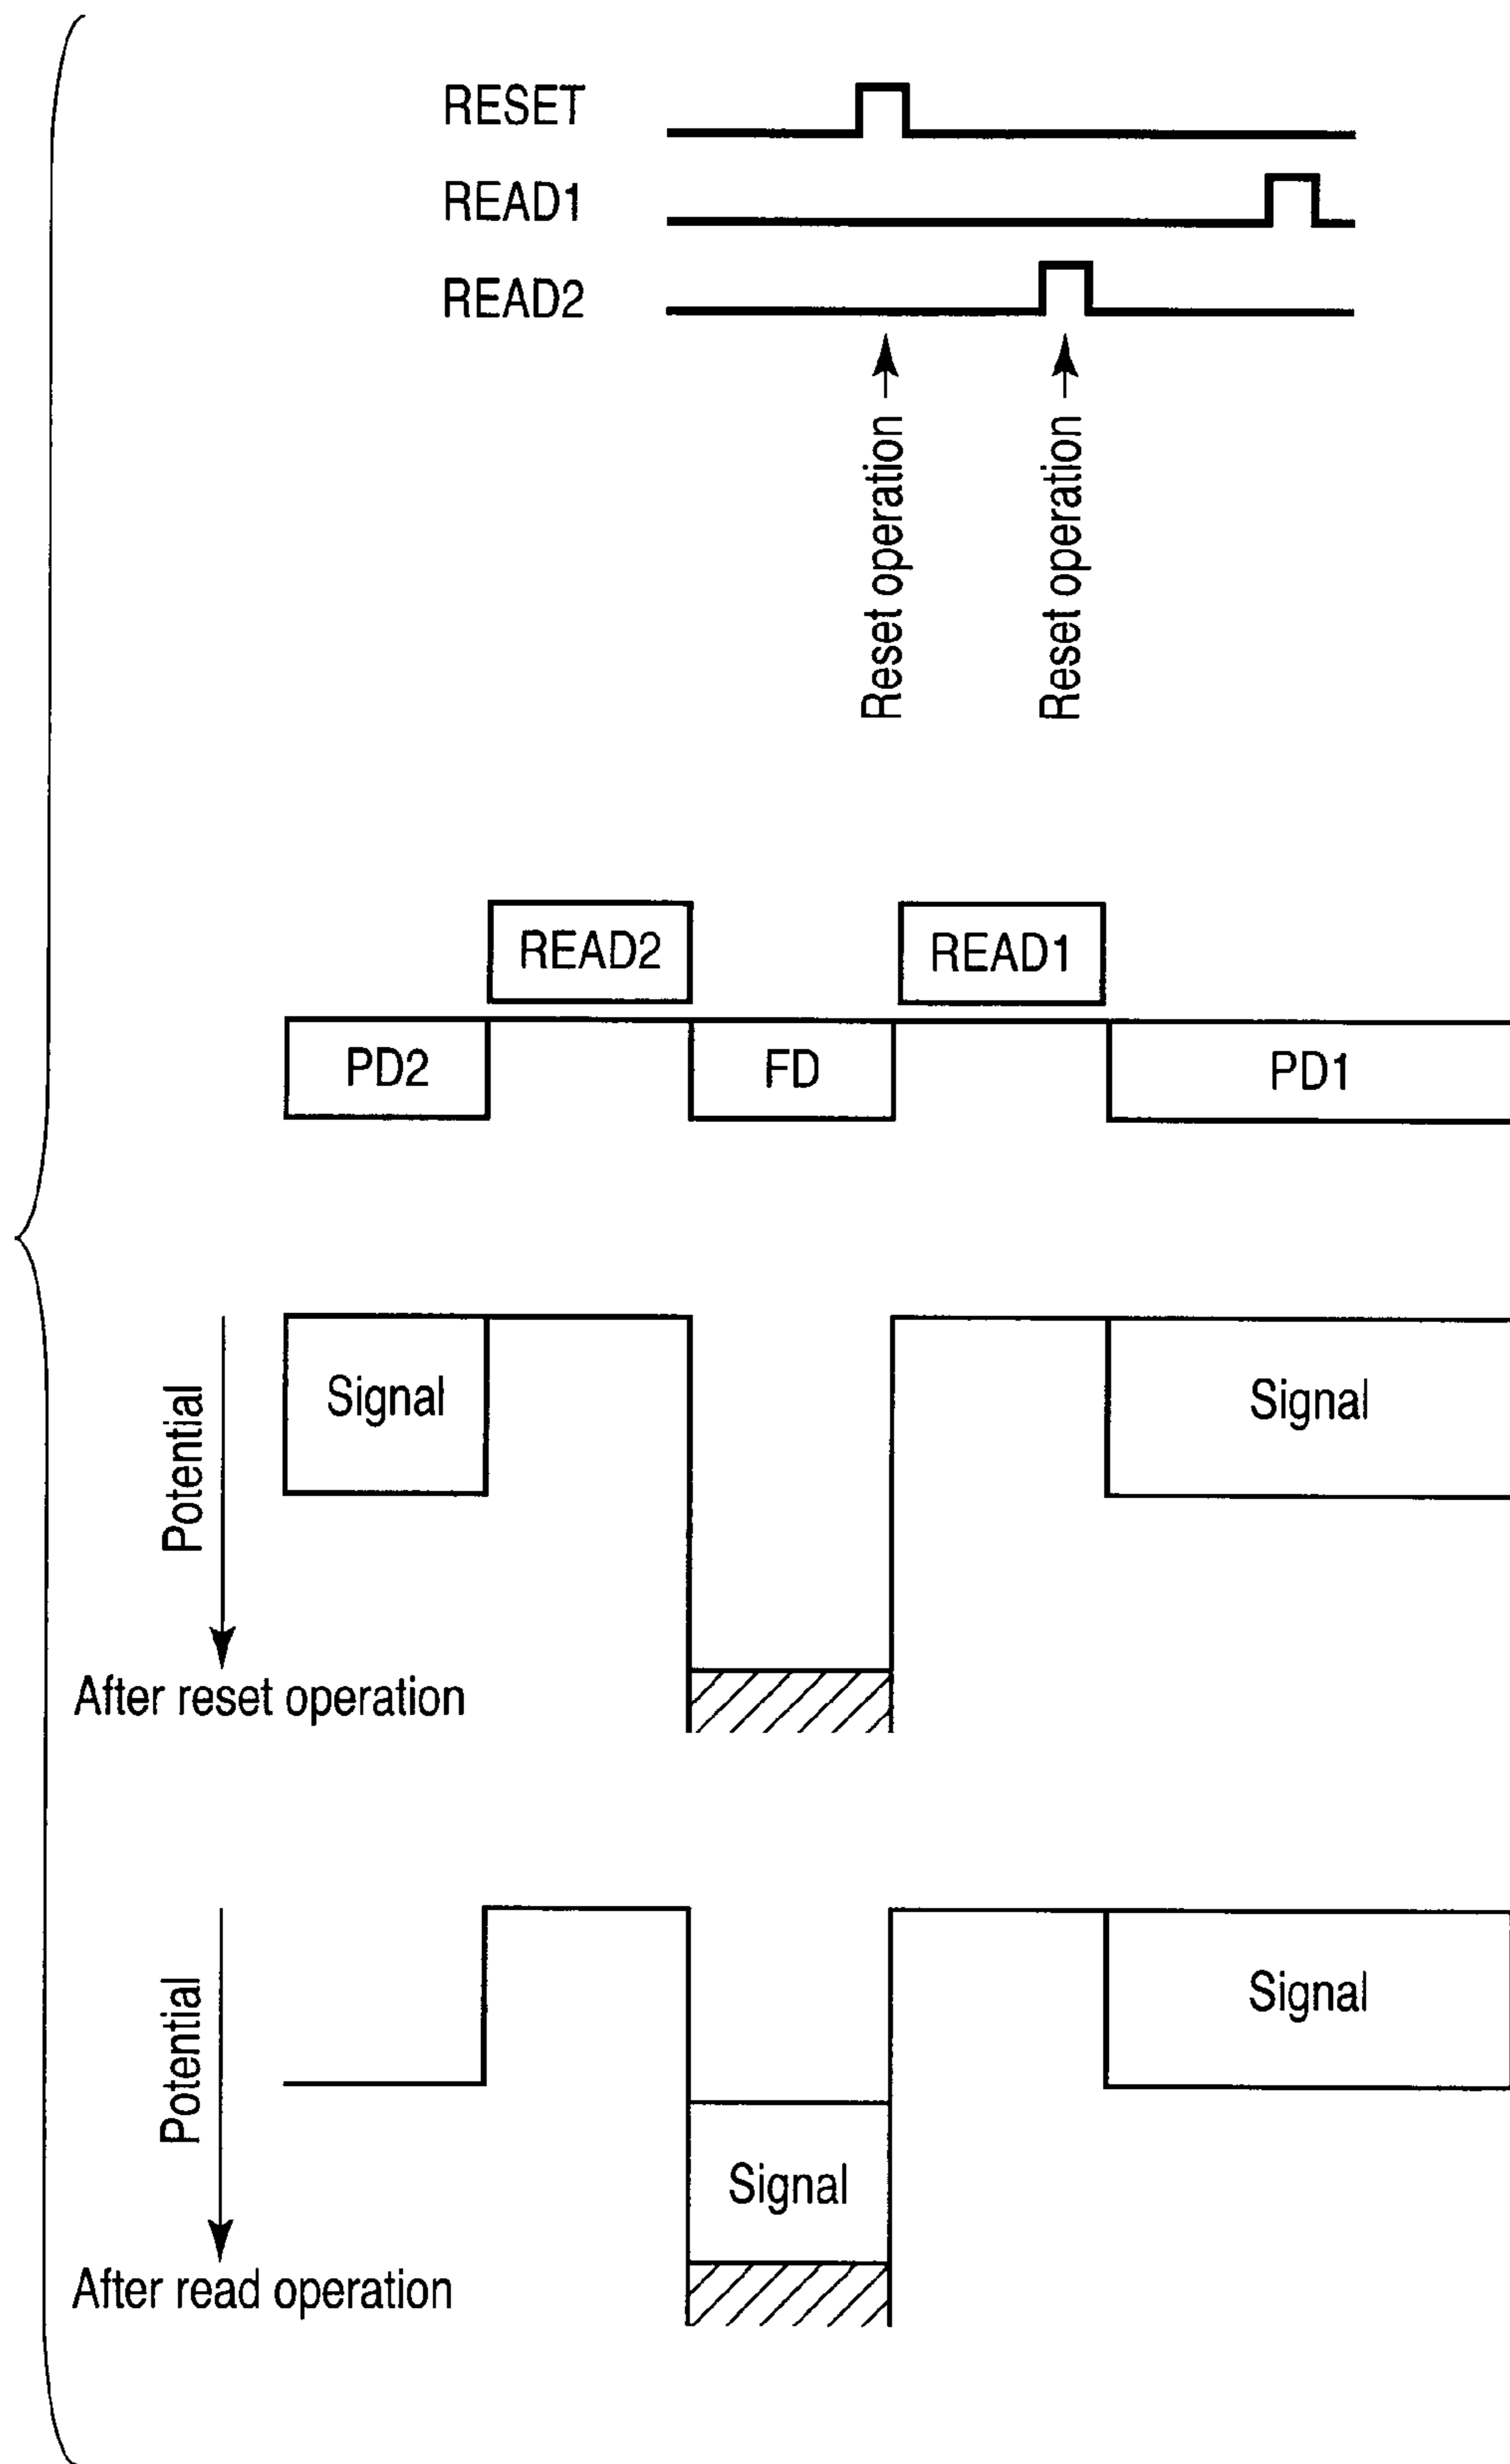 RESET
READ1
READ2
Reset operation
Reset operation
READ2
READ1
PD2
FD
PD1
Potential
Signal
Signal
After reset operation
Potential
Signal
Signal
After read operation